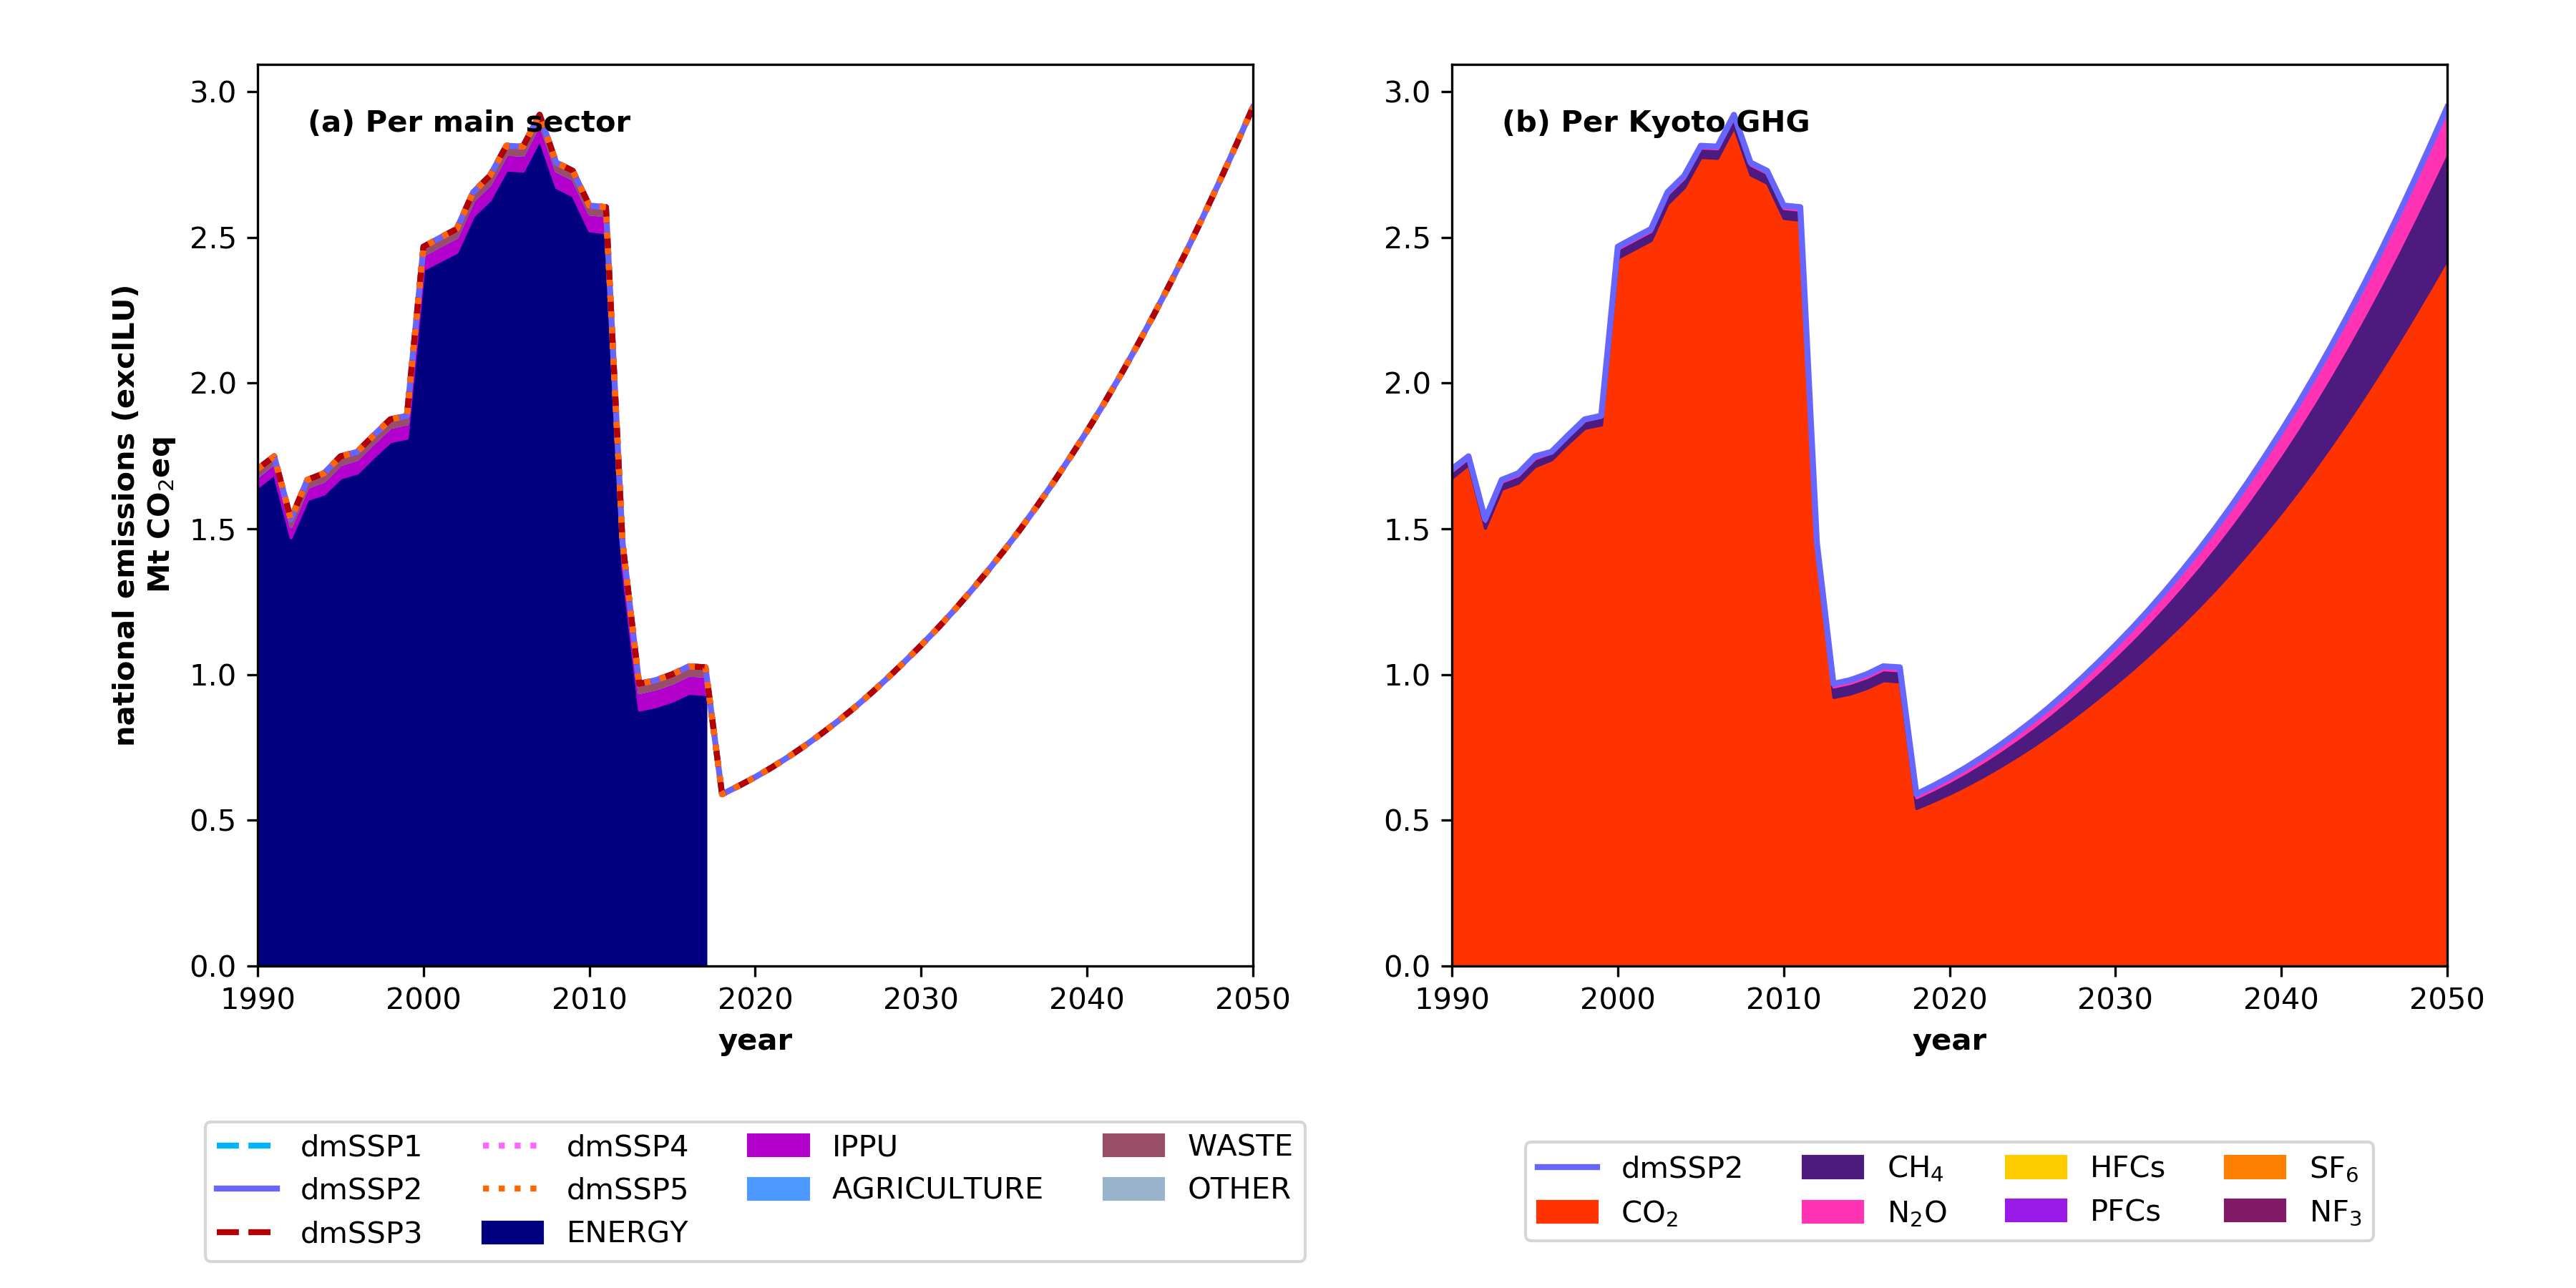 (a) Per main sector
national emissions (exclLU)
Mt CO₂eq
3.0
2.5
2.0
1.5
1.0
0.5
0.0
1990 2000 2010 2020 2030 2040 2050
year
dmSSP1 dmSSP4 IPPU WASTE
dmSSP2 dmSSP5 AGRICULTURE OTHER
dmSSP3 ENERGY
(b) Per Kyoto GHG
3.0
2.5
2.0
1.5
1.0
0.5
0.0
1990 2000 2010 2020 2030 2040 2050
year
dmSSP2 CH₄ HFCs SF₆
CO₂ N₂O PFCs NF₃